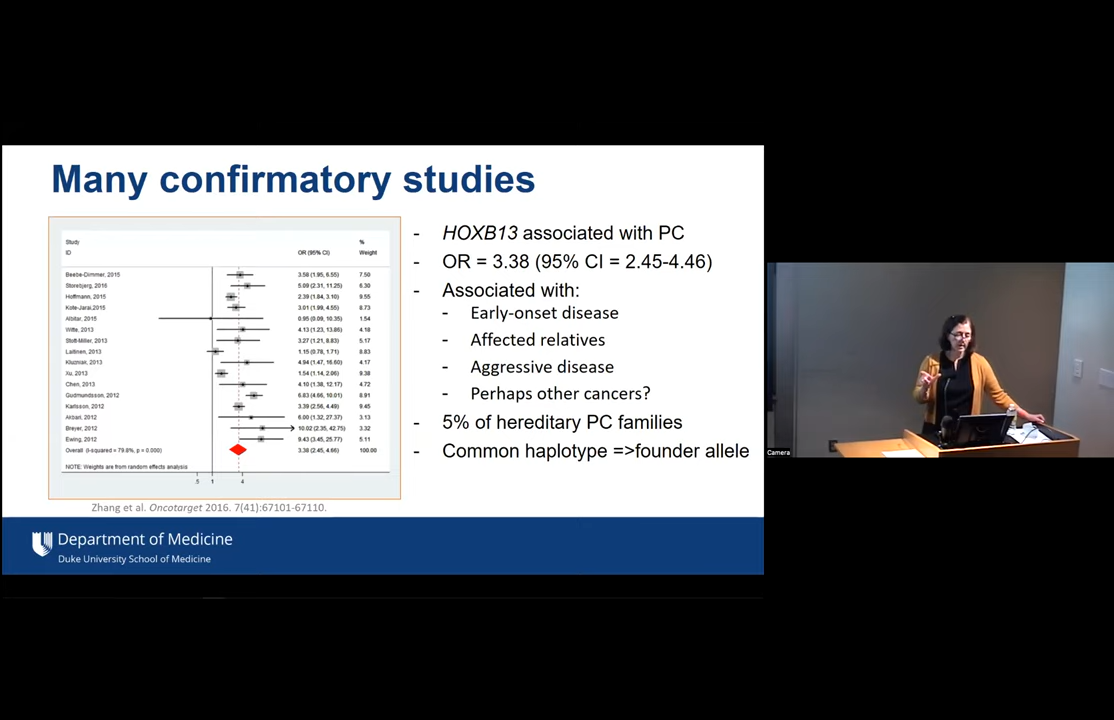 Many confirmatory studies
Study
ID
OR (95% CI)
%
Weight
Beebe-Dimmer, 2015 3.58 (1.95, 6.55) 7.50
Storebjerg, 2016 5.09 (2.31, 11.25) 6.30
Hoffmann, 2015 2.39 (1.84, 3.10) 9.55
Kote-Jarai,2015 3.01 (1.99, 4.55) 8.73
Albitar, 2015 0.95 (0.09, 10.35) 1.54
Witte, 2013 4.13 (1.23, 13.86) 4.18
Stott-Miller, 2013 3.27 (1.21, 8.83) 5.17
Laitinen, 2013 1.15 (0.78, 1.71) 8.83
Kluzniak, 2013 4.94 (1.47, 16.60) 4.17
Xu, 2013 1.54 (1.14, 2.06) 9.38
Chen, 2013 4.10 (1.38, 12.17) 4.72
Gudmundsson, 2012 6.83 (4.66, 10.01) 8.91
Karlsson, 2012 3.39 (2.56, 4.49) 9.45
Akbari, 2012 6.00 (1.32, 27.37) 3.13
Breyer, 2012 10.02 (2.35, 42.75) 3.32
Ewing, 2012 9.43 (3.45, 25.77) 5.11
Overall (I-squared = 79.8%, p = 0.000) 3.38 (2.45, 4.66) 100.00
NOTE: Weights are from random effects analysis
.5 1 4
Zhang et al. Oncotarget 2016. 7(41):67101-67110.
- HOXB13 associated with PC
- OR = 3.38 (95% CI = 2.45-4.46)
- Associated with:
- Early-onset disease
- Affected relatives
- Aggressive disease
- Perhaps other cancers?
- 5% of hereditary PC families
- Common haplotype =>founder allele
Department of Medicine
Duke University School of Medicine
Camera